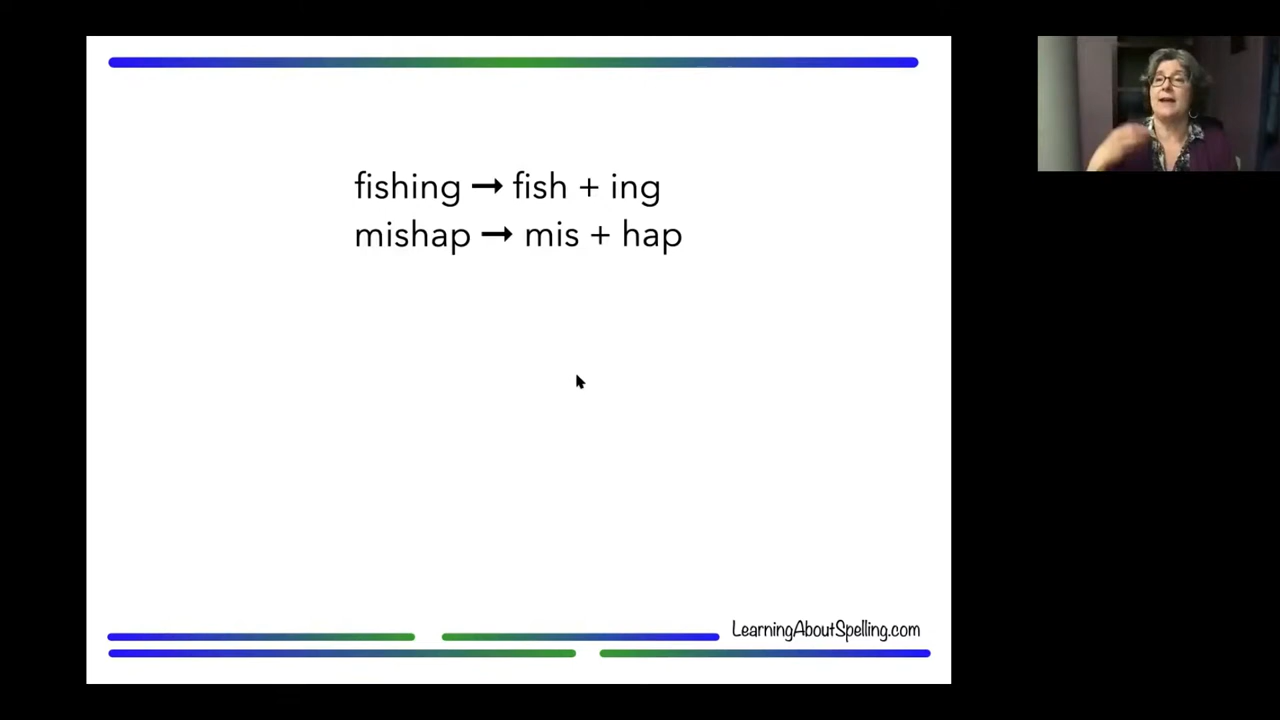 fishing → fish + ing
mishap → mis + hap
LearningAboutSpelling.com